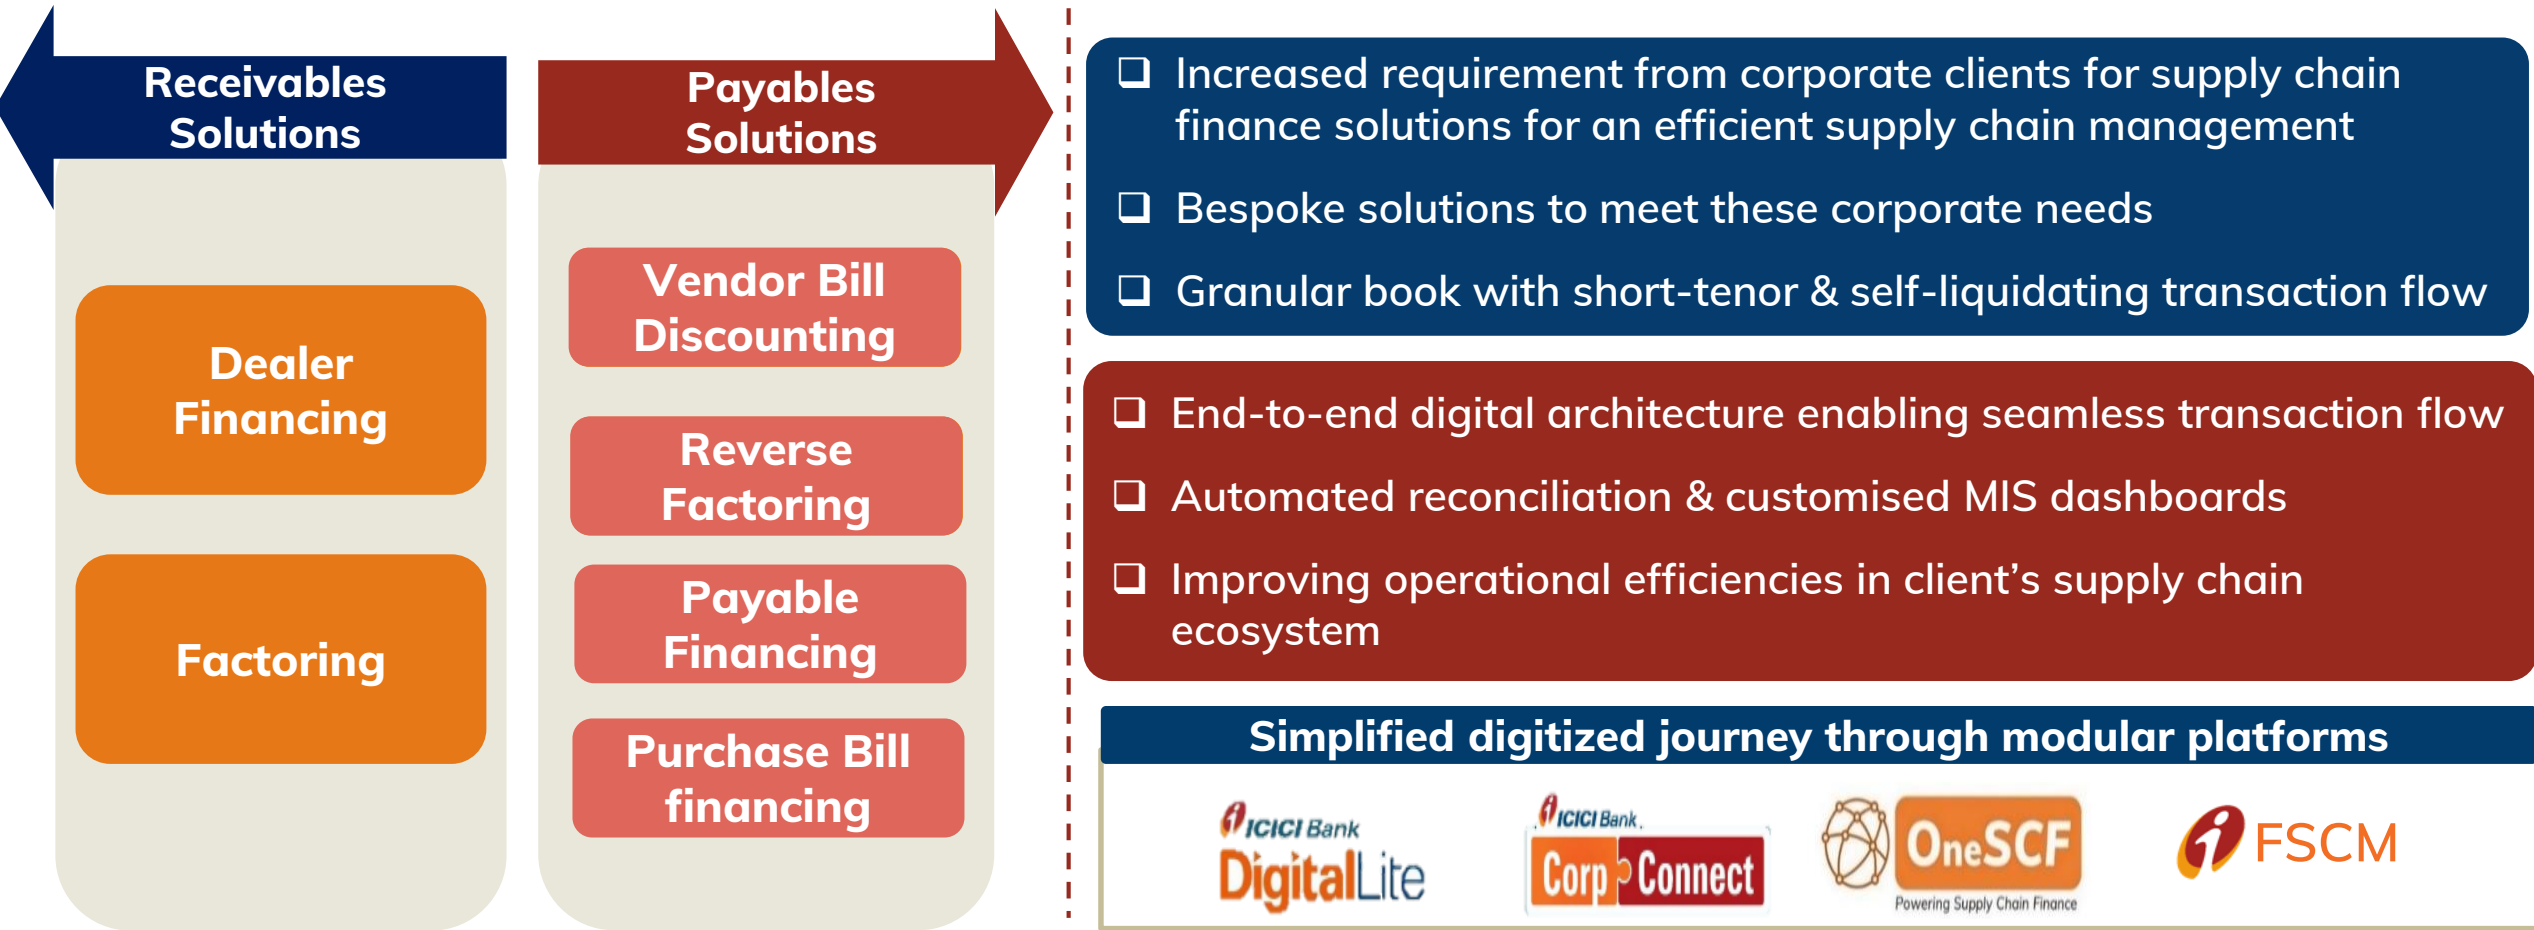 Receivables
Solutions
Dealer
Financing
Factoring
Payables
Solutions
Vendor Bill
Discounting
Reverse
Factoring
Payable
Financing
Purchase Bill
financing
Increased requirement from corporate clients for supply chain
finance solutions for an efficient supply chain management
Bespoke solutions to meet these corporate needs
Granular book with short-tenor & self-liquidating transaction flow
End-to-end digital architecture enabling seamless transaction flow
Automated reconciliation & customised MIS dashboards
Improving operational efficiencies in client’s supply chain
ecosystem
Simplified digitized journey through modular platforms
ICICI Bank
DigitalLite
ICICI Bank
Corp Connect
OneSCF
Powering Supply Chain Finance
FSCM